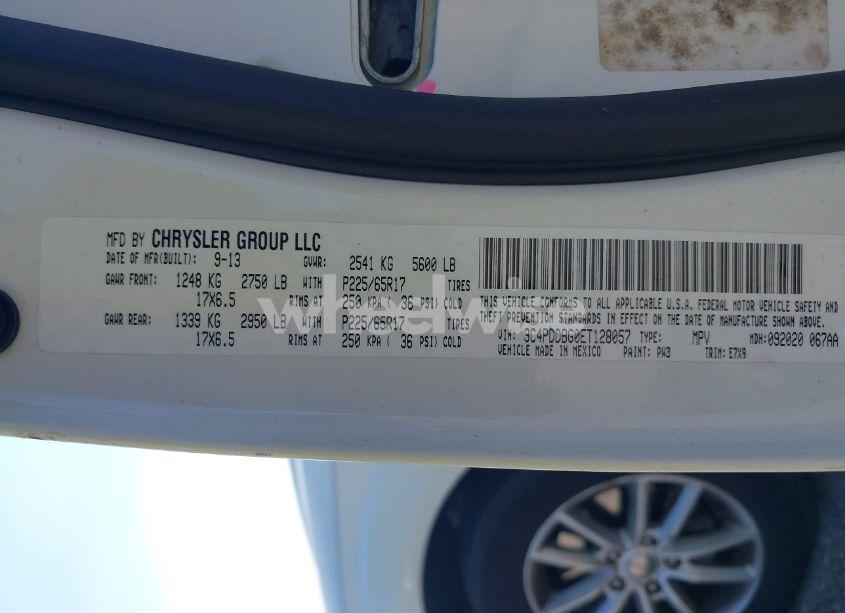 MFD BY CHRYSLER GROUP LLC
DATE OF MFR(BUILT): 9-13 GVWR: 2541 KG 5600 LB
GAWR FRONT: 1248 KG 2750 LB WITH P225/65R17 TIRES
17X6.5 RIMS AT 250 KPA ( 36 PSI) COLD
GAWR REAR: 1339 KG 2950 LB WITH P225/65R17 TIRES
17X6.5 RIMS AT 250 KPA ( 36 PSI) COLD
THIS VEHICLE CONFORMS TO ALL APPLICABLE U.S.A. FEDERAL MOTOR VEHICLE SAFETY AND
THEFT PREVENTION STANDARDS IN EFFECT ON THE DATE OF MANUFACTURE SHOWN ABOVE.
VIN: 3C4PDDBG0ET128057 TYPE: MPV MDH: 092020 067AA
VEHICLE MADE IN MEXICO PAINT: PW3 TRIM: E7X9